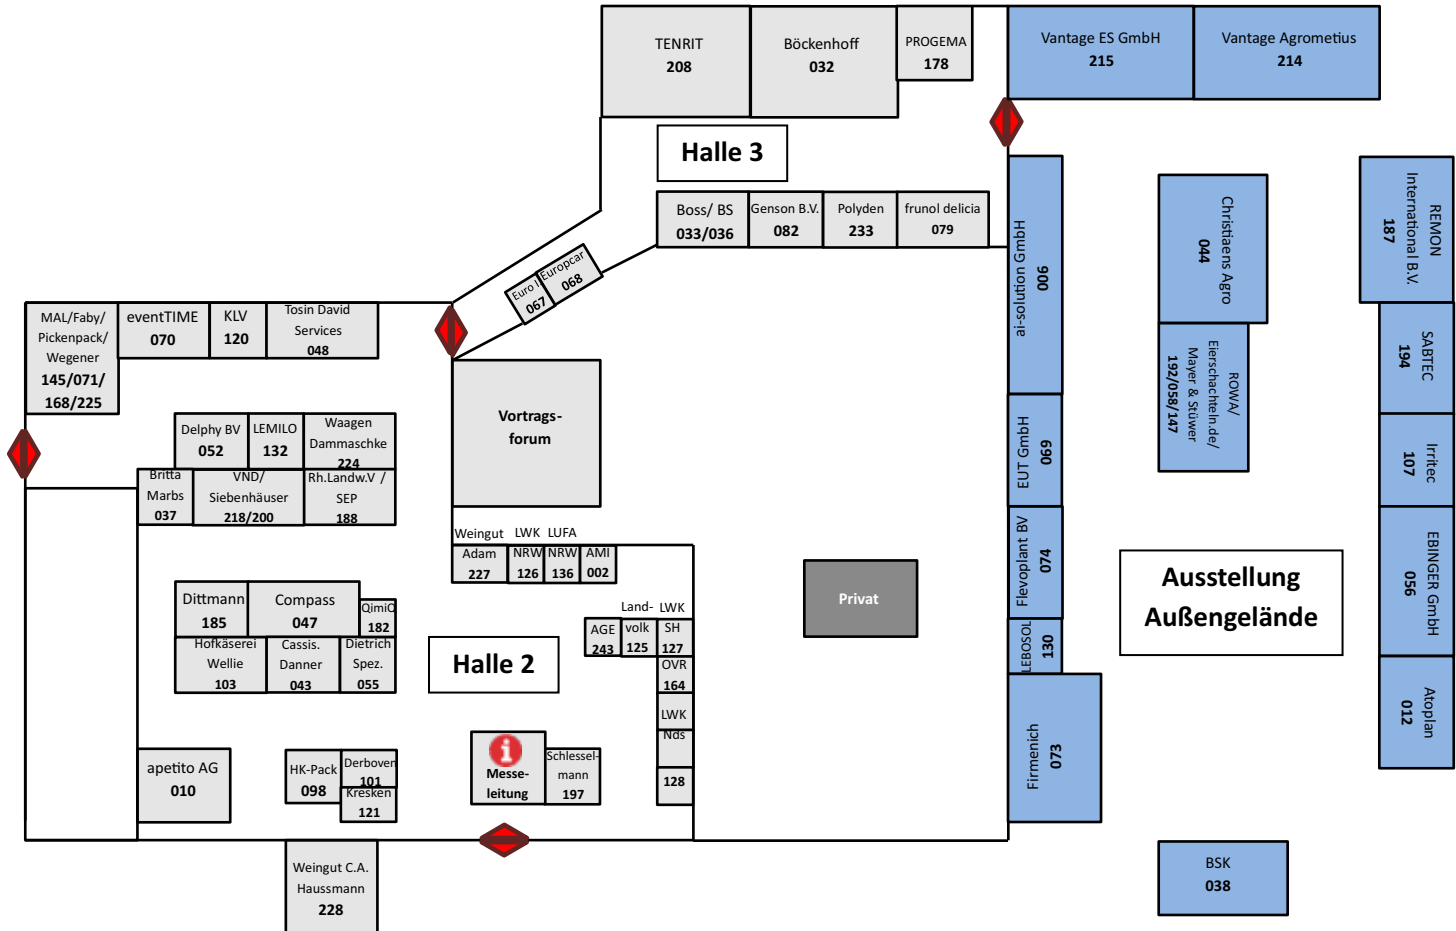 TENRIT
208
Böckenhoff
032
PROGEMA
178
Vantage ES GmbH
215
Vantage Agrometius
214
Halle 3
Boss/ BS
033/036
Genson B.V.
082
Polyden
233
frunol delicia
079
Euro L
067
Europcar
068
ai-solution GmbH
006
Christiaens Agro
044
REMON
International B.V.
187
MAL/Faby/
Pickenpack/
Wegener
145/071/
168/225
eventTIME
070
KLV
120
Tosin David
Services
048
ROWA/
Eierschachteln.de/
Mayer & Stüwer
192/058/147
SABTEC
194
Vortrags-
forum
Delphy BV
052
LEMILO
132
Waagen
Dammaschke
224
EUT GmbH
069
Irritec
107
Britta
Marbs
037
VND/
Siebenhäuser
218/200
Rh.Landw.V /
SEP
188
Flevoplant BV
074
EBINGER GmbH
056
Weingut
Adam
227
LWK
NRW
126
LUFA
NRW
136
AMI
002
Privat
Ausstellung
Außengelände
Dittmann
185
Compass
047
QimiQ
182
Hofkäserei
Wellie
103
Cassis.
Danner
043
Dietrich
Spez.
055
Halle 2
AGE
243
Land-
volk
125
LWK
SH
127
OVR
164
LWK
Nds
128
LEBOSOL
130
Firmenich
073
Atoplan
012
apetito AG
010
HK-Pack
098
Derboven
101
Kresken
121
i
Messe-
leitung
Schlessel-
mann
197
Weingut C.A.
Haussmann
228
BSK
038